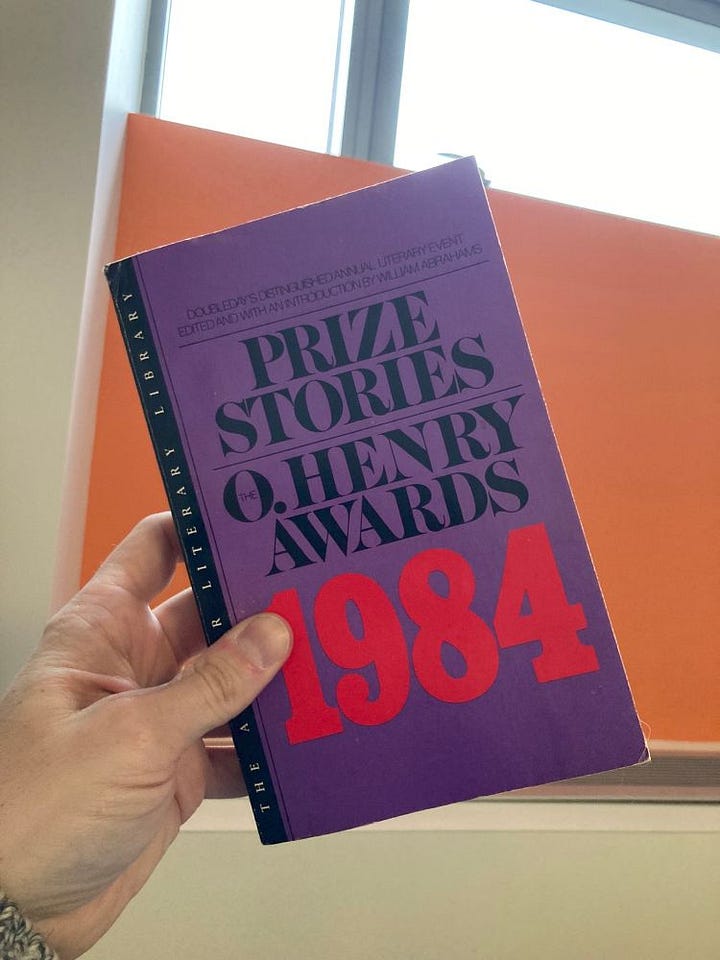 DOUBLEDAY'S DISTINGUISHED ANNUAL LITERARY EVENT
EDITED AND WITH AN INTRODUCTION BY WILLIAM ABRAHAMS
PRIZE
STORIES
THE
O. HENRY
AWARDS
1984
THE A R LITERARY LIBRARY